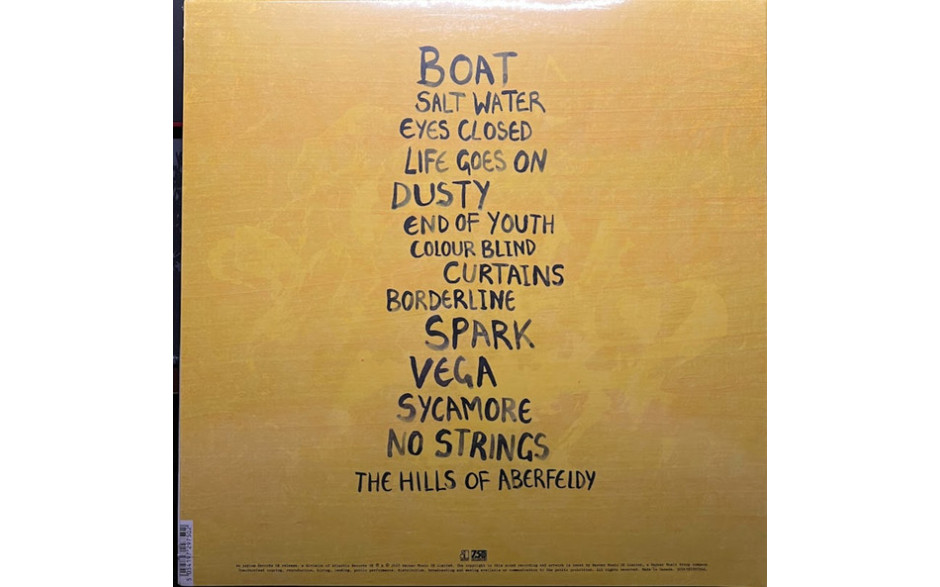 BOAT
SALT WATER
EYES CLOSED
LIFE GOES ON
DUSTY
END OF YOUTH
COLOUR BLIND
CURTAINS
BORDERLINE
SPARK
VEGA
SYCAMORE
NO STRINGS
THE HILLS OF ABERFELDY